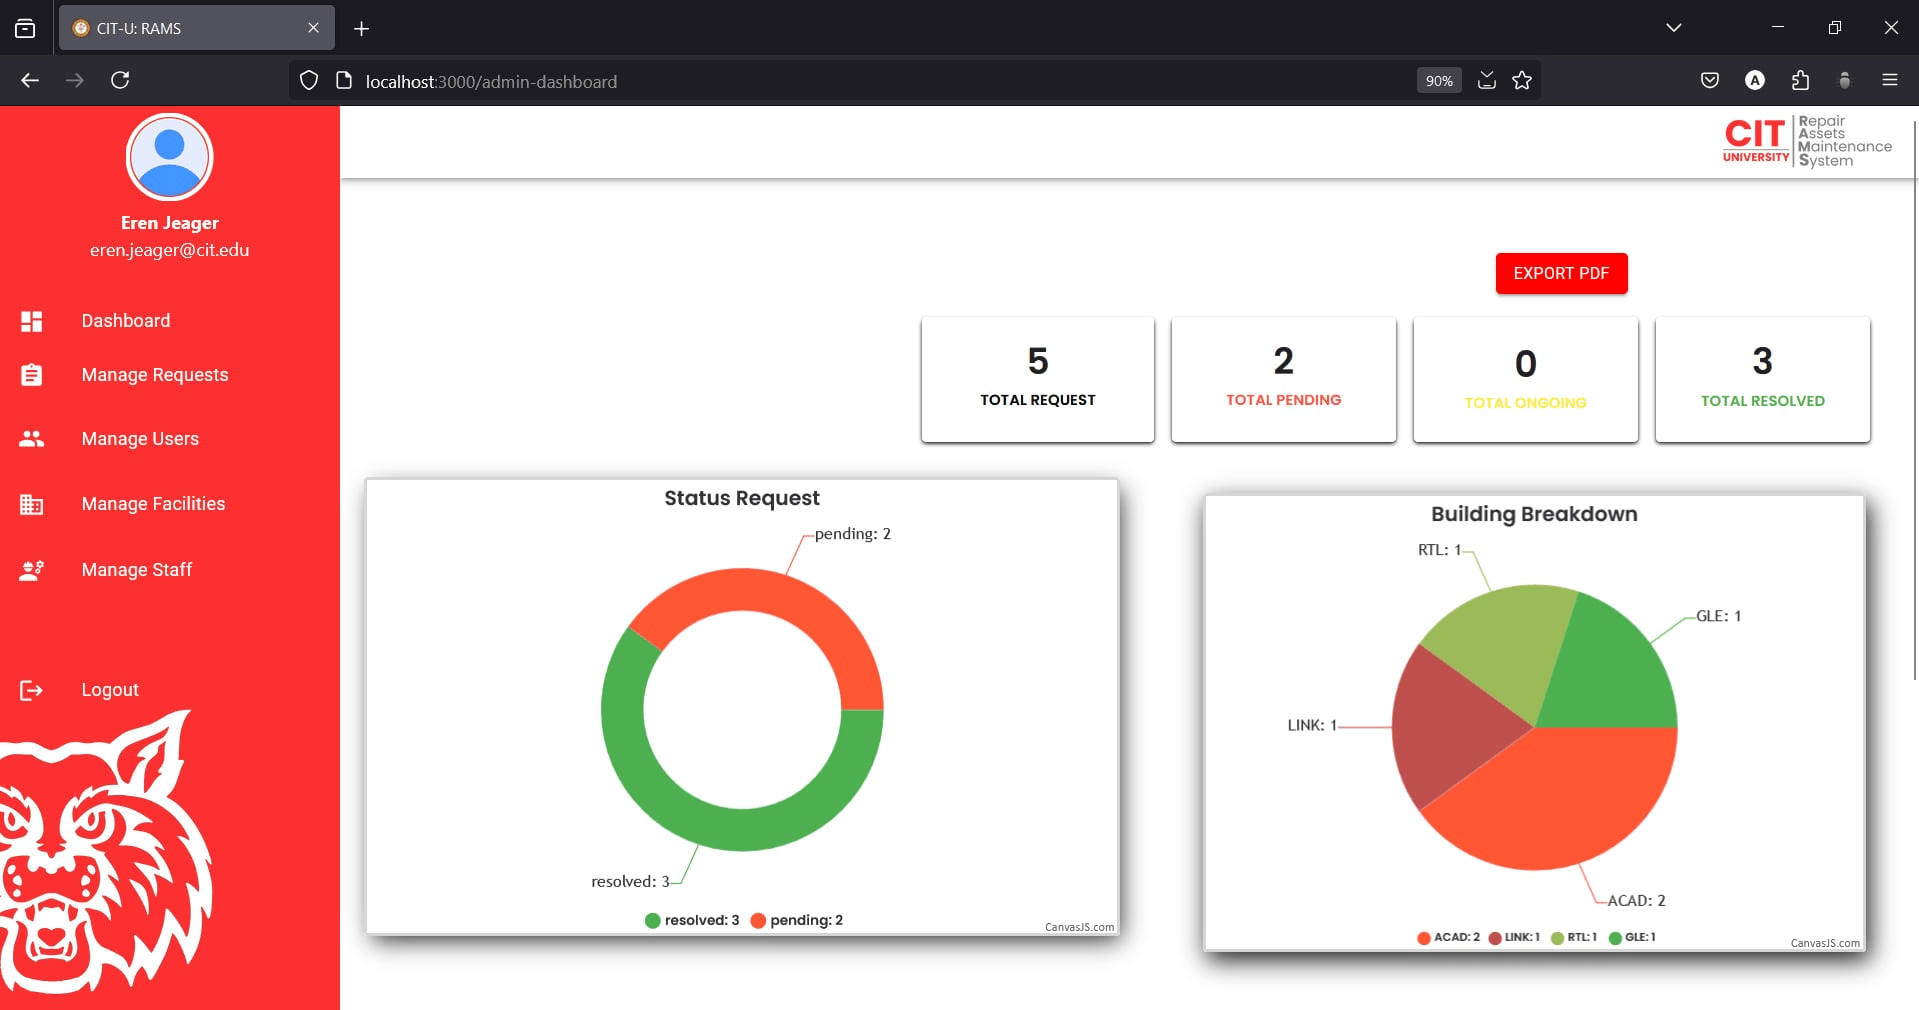 CIT-U: RAMS
localhost:3000/admin-dashboard
90%
A
CIT
UNIVERSITY
Repair
Assets
Maintenance
System
Eren Jeager
eren.jeager@cit.edu
Dashboard
Manage Requests
Manage Users
Manage Facilities
Manage Staff
Logout
EXPORT PDF
5
TOTAL REQUEST
2
TOTAL PENDING
0
TOTAL ONGOING
3
TOTAL RESOLVED
Status Request
pending: 2
resolved: 3
resolved: 3 pending: 2
CanvasJS.com
Building Breakdown
RTL: 1
GLE: 1
LINK: 1
ACAD: 2
ACAD: 2 LINK: 1 RTL: 1 GLE: 1
CanvasJS.com